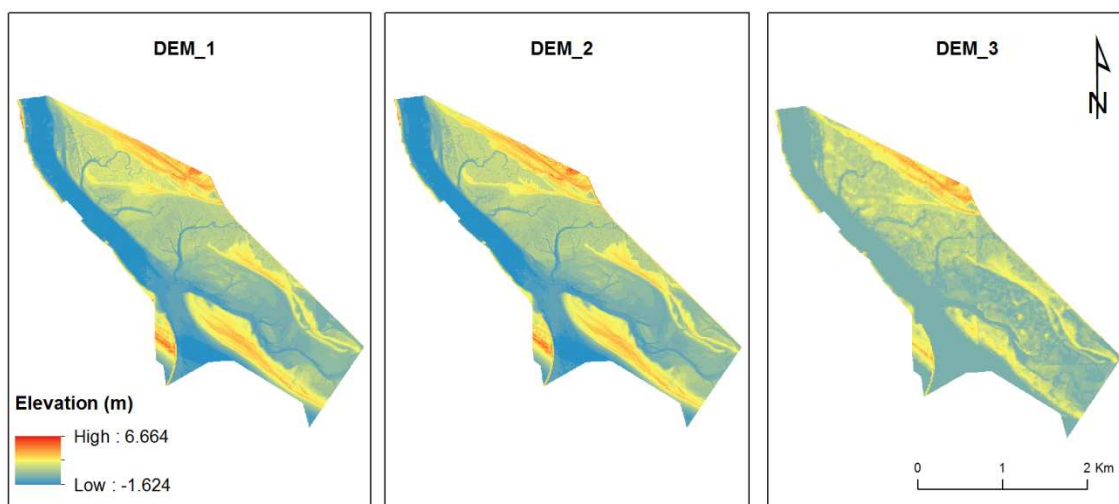 DEM_1
DEM_2
DEM_3
N
Elevation (m)
High : 6.664
Low : -1.624
0 1 2 Km